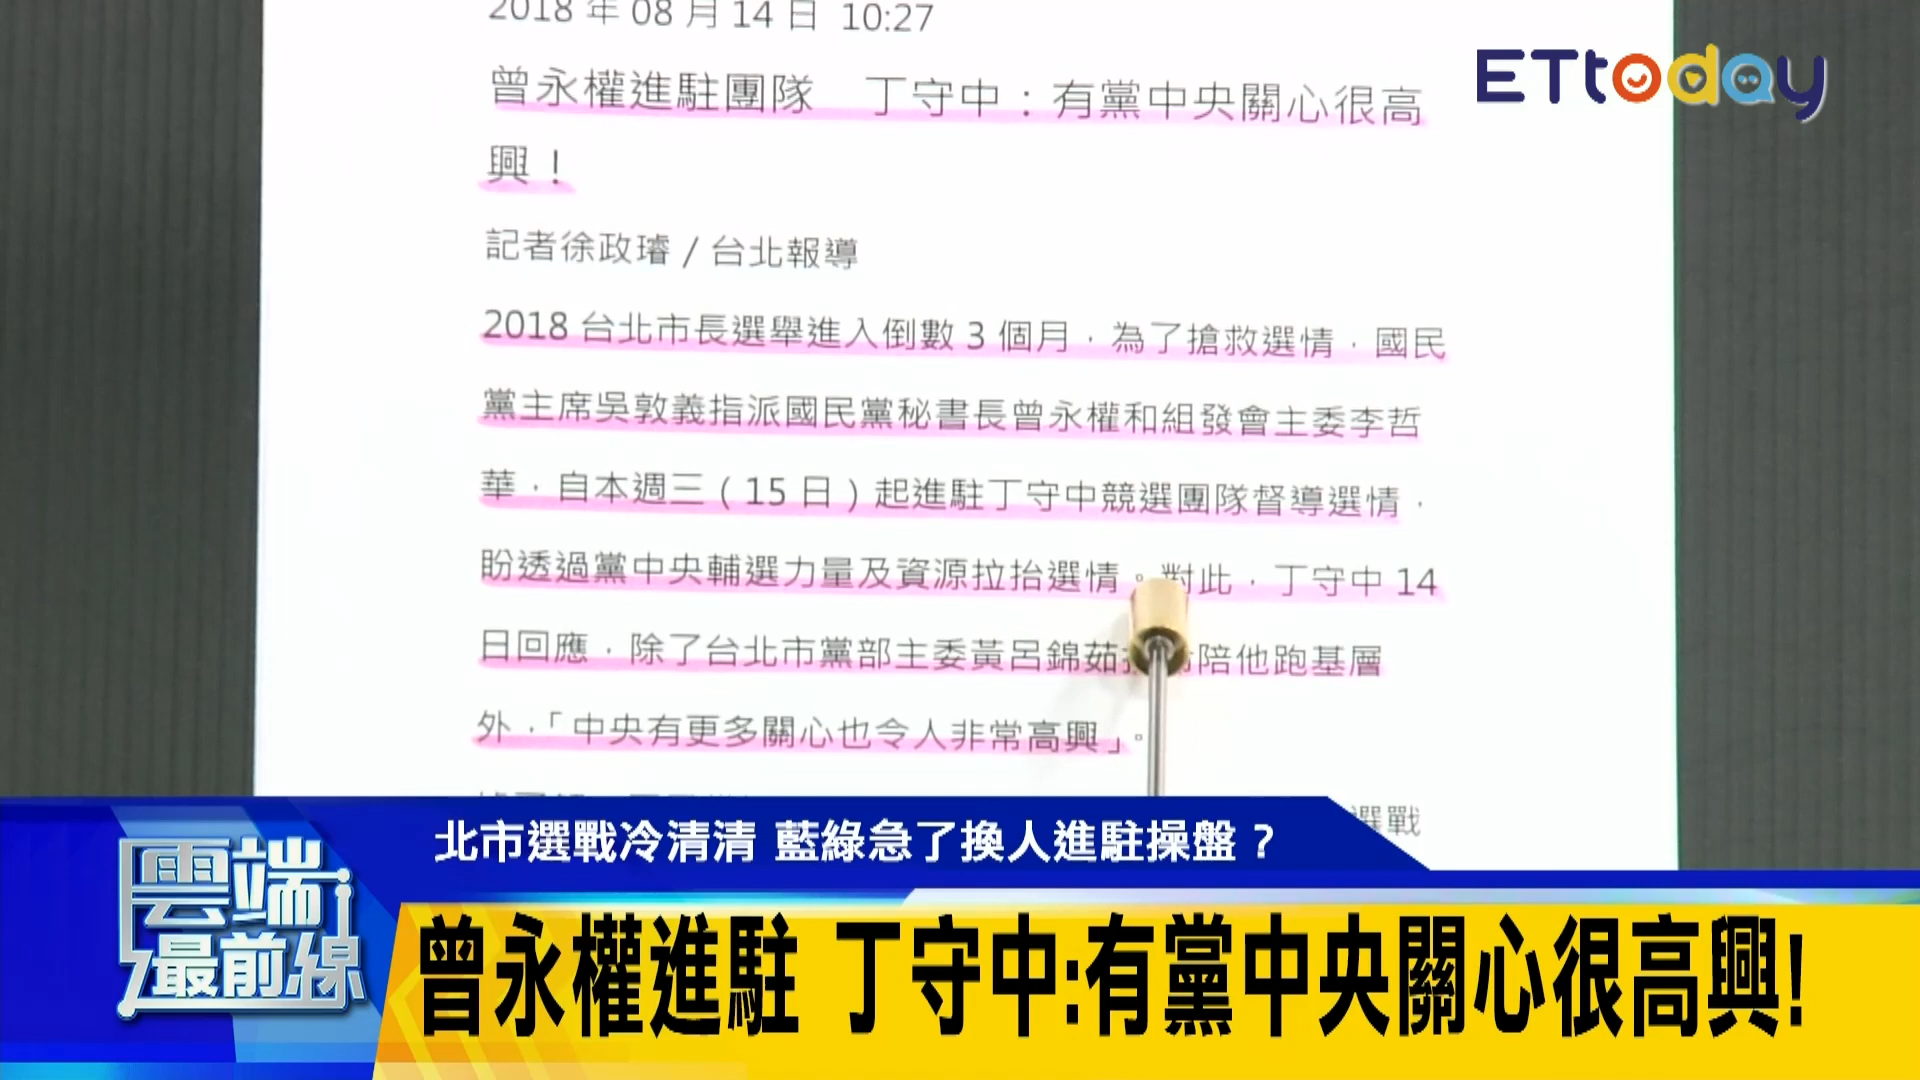 2018 年 08 月 14 日 10:27
ETtoday
曾永權進駐團隊　丁守中：有黨中央關心很高
興！
記者徐政璿／台北報導
2018 台北市長選舉進入倒數 3 個月，為了搶救選情，國民
黨主席吳敦義指派國民黨秘書長曾永權和組發會主委李哲
華，自本週三（15 日）起進駐丁守中競選團隊督導選情，
盼透過黨中央輔選力量及資源拉抬選情。對此，丁守中 14
日回應，除了台北市黨部主委黃呂錦茹 陪他跑基層
外，「中央有更多關心也令人非常高興」。
選戰
北市選戰冷清清 藍綠急了換人進駐操盤？
雲端最前線
曾永權進駐 丁守中:有黨中央關心很高興!